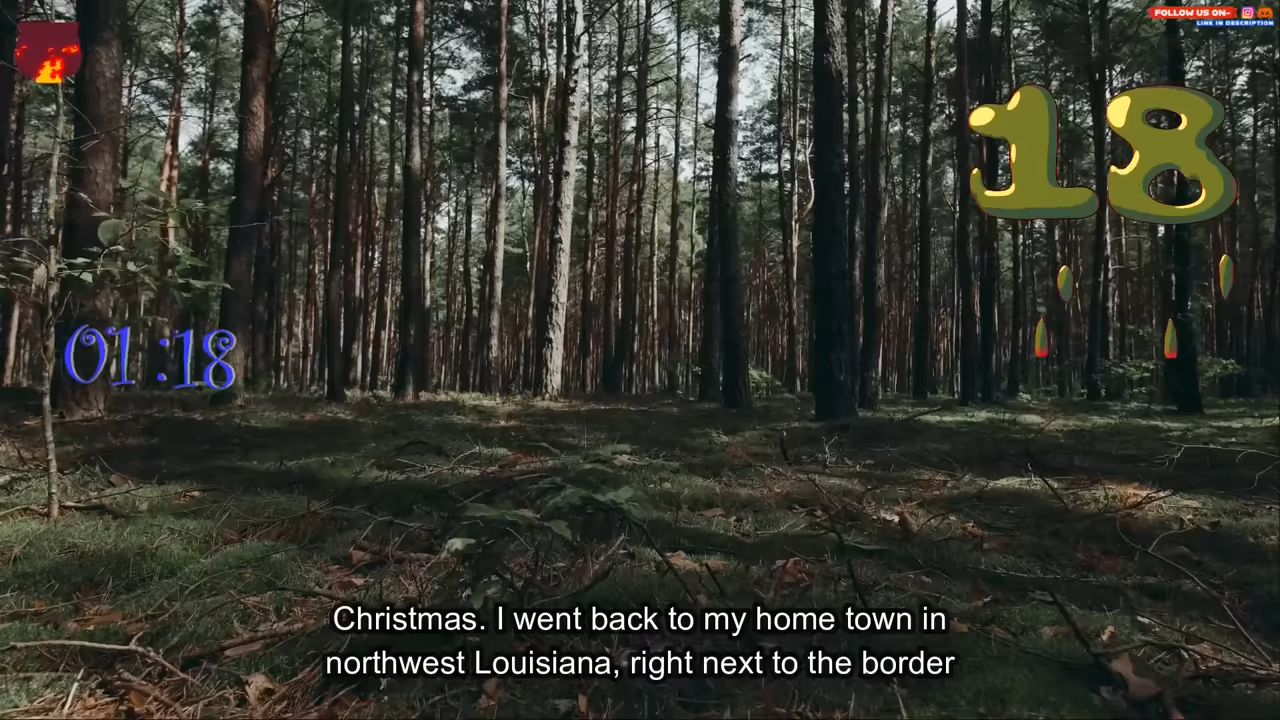 FOLLOW US ON-
LINK IN DESCRIPTION
18
01:18
Christmas. I went back to my home town in
northwest Louisiana, right next to the border